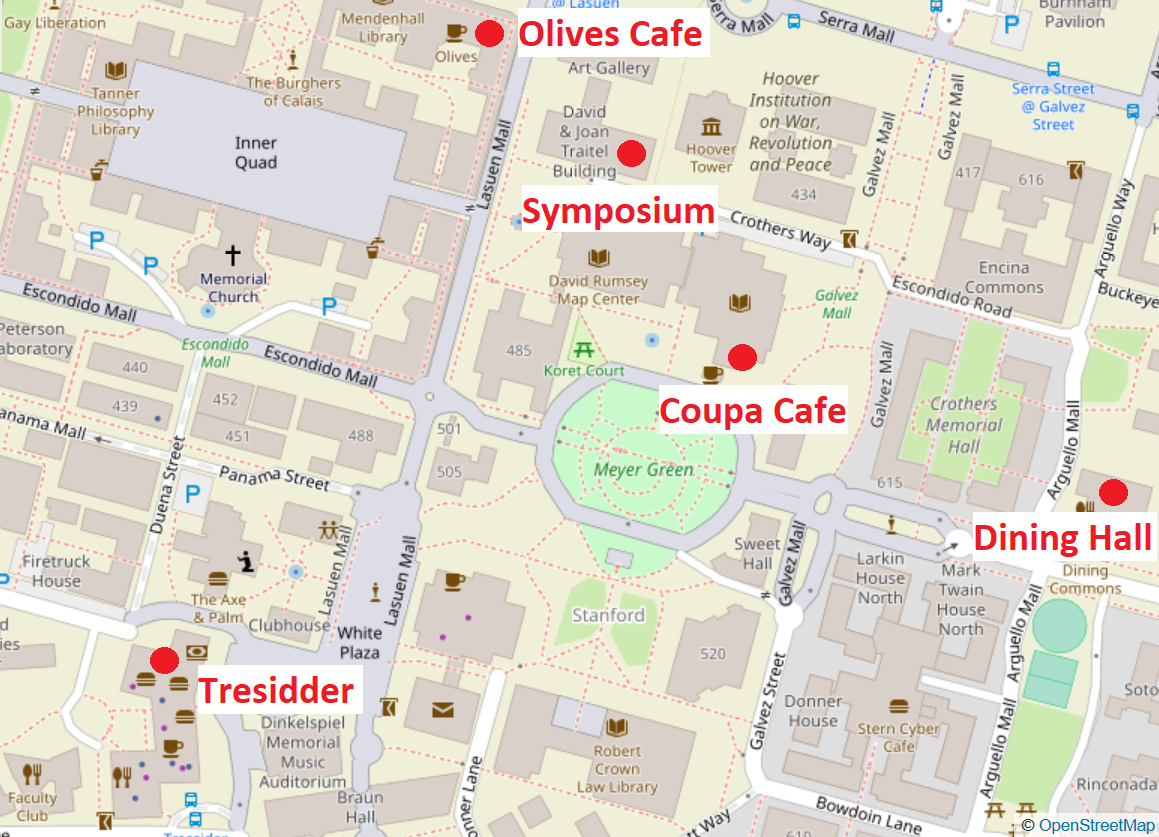 Gay Liberation
Mendenhall
Library
Olives
Olives Cafe
@ Lasuen
Serra Mall
Serra Mall
P
Burnham
Pavilion
Art Gallery
The Burghers
of Calais
Tanner
Philosophy
Library
Inner
Quad
Lasuen Mall
David
& Joan
Traitel
Building
Hoover
Tower
Hoover
Institution
on War,
Revolution
and Peace
434
Galvez Mall
Galvez Mall
Serra Street
@ Galvez
Street
417
616
Arguello Way
Symposium
Crothers Way
P
P
P
Memorial
Church
Escondido Mall
Escondido
Mall
Escondido Mall
David Rumsey
Map Center
Galvez
Mall
Encina
Commons
Escondido Road
Buckeye
Peterson
440
439
452
451
488
485
Koret Court
Coupa Cafe
Galvez Mall
Crothers
Memorial
Hall
Arguello Mall
Panama Street
Duena Street
P
501
505
Meyer Green
615
Dining Hall
Dining
Commons
Firetruck
House
P
The Axe
& Palm
Clubhouse
Lasuen Mall
Lasuen Mall
White
Plaza
Stanford
Sweet
Hall
Galvez Mall
Larkin
House
North
Mark
Twain
House
North
Arguello Mall
520
Tresidder
Dinkelspiel
Memorial
Music
Auditorium
Donner
House
Stern Cyber
Cafe
Galvez Street
Arguello Mall
Arguello Mall
Robert
Crown
Law Library
Faculty
Club
Braun
Hall
Bowdoin Lane
Rinconada
610
© OpenStreetMap